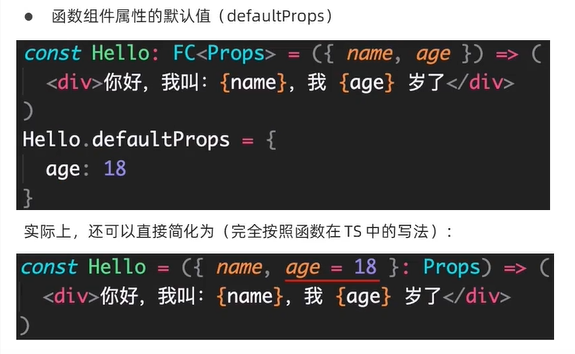 ● 函数组件属性的默认值（defaultProps）
const Hello: FC<Props> = ({ name, age }) => (
<div>你好，我叫：{name}，我 {age} 岁了</div>
)
Hello.defaultProps = {
age: 18
}
实际上，还可以直接简化为（完全按照函数在 TS 中的写法）：
const Hello = ({ name, age = 18 }: Props) => (
<div>你好，我叫：{name}，我 {age} 岁了</div>
)